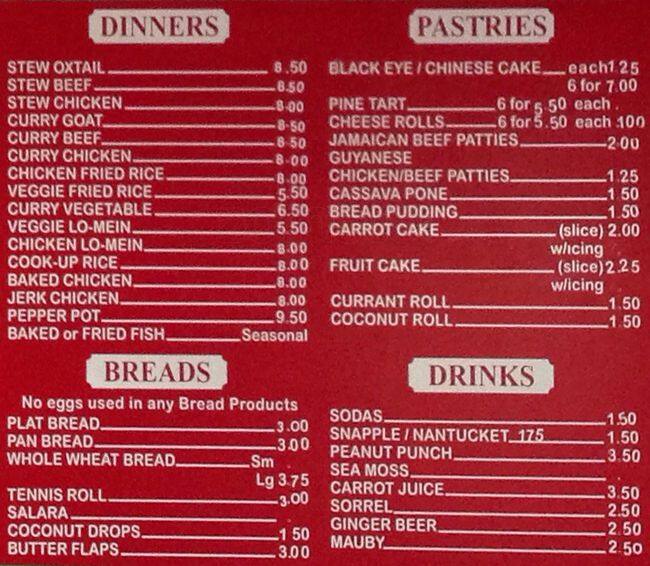 DINNERS
STEW OXTAIL 8.50
STEW BEEF 8.50
STEW CHICKEN 8.00
CURRY GOAT 8.50
CURRY BEEF 8.50
CURRY CHICKEN 8.00
CHICKEN FRIED RICE 8.00
VEGGIE FRIED RICE 5.50
CURRY VEGETABLE 6.50
VEGGIE LO-MEIN 5.50
CHICKEN LO-MEIN 8.00
COOK-UP RICE 8.00
BAKED CHICKEN 8.00
JERK CHICKEN 8.00
PEPPER POT 9.50
BAKED or FRIED FISH Seasonal
BREADS
No eggs used in any Bread Products
PLAT BREAD 3.00
PAN BREAD 3.00
WHOLE WHEAT BREAD Sm
Lg 3.75
TENNIS ROLL 3.00
SALARA
COCONUT DROPS 1 50
BUTTER FLAPS 3.00
PASTRIES
BLACK EYE / CHINESE CAKE each 1.25
6 for 7.00
PINE TART 6 for 5.50 each .
CHEESE ROLLS 6 for 5.50 each 100
JAMAICAN BEEF PATTIES 2.00
GUYANESE
CHICKEN/BEEF PATTIES 1.25
CASSAVA PONE 1 50
BREAD PUDDING 1.50
CARROT CAKE (slice) 2.00
w/icing
FRUIT CAKE (slice) 2.25
w/icing
CURRANT ROLL 1.50
COCONUT ROLL 1.50
DRINKS
SODAS 1.50
SNAPPLE / NANTUCKET 175 1.50
PEANUT PUNCH 3.50
SEA MOSS
CARROT JUICE 3.50
SORREL 2.50
GINGER BEER 2.50
MAUBY 2.50